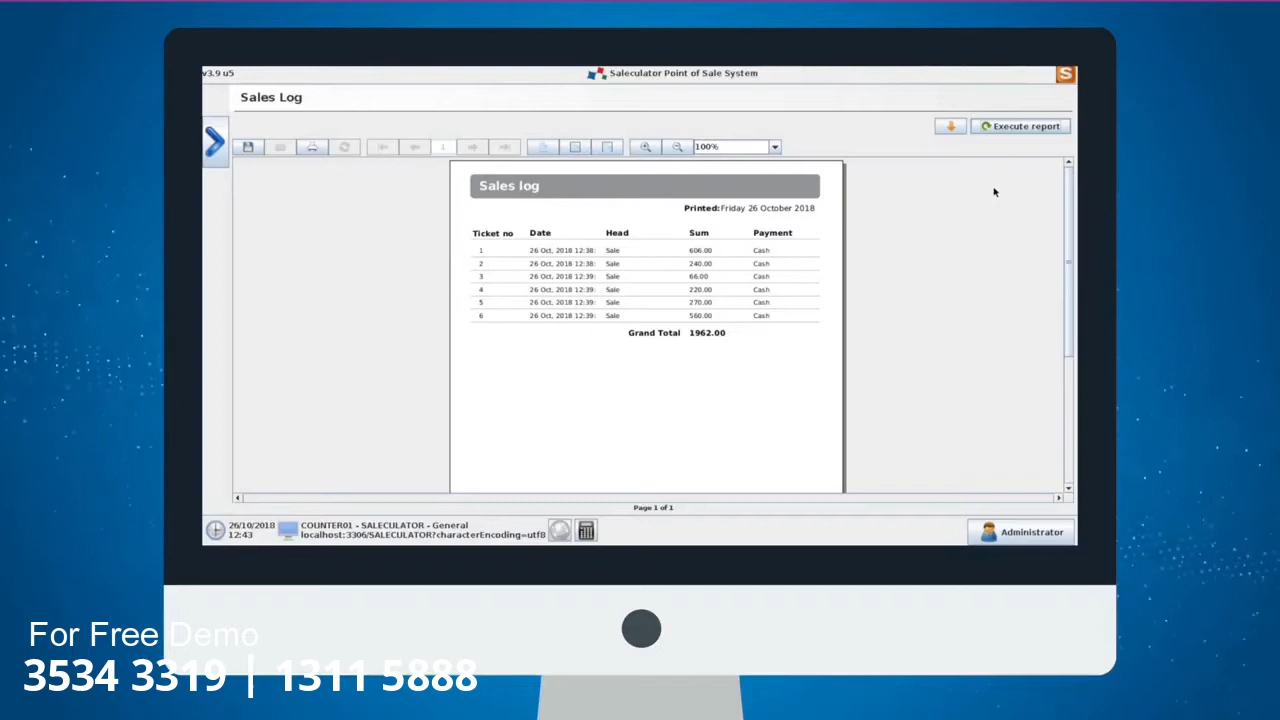 v3.9 u5
Saleculator Point of Sale System
S
Sales Log
Execute report
1
100%
Sales log
Printed: Friday 26 October 2018
Ticket no Date Head Sum Payment
1 26 Oct, 2018 12:38: Sale 606.00 Cash
2 26 Oct, 2018 12:38: Sale 240.00 Cash
3 26 Oct, 2018 12:39: Sale 66.00 Cash
4 26 Oct, 2018 12:39: Sale 220.00 Cash
5 26 Oct, 2018 12:39: Sale 270.00 Cash
6 26 Oct, 2018 12:39: Sale 560.00 Cash
Grand Total 1962.00
Page 1 of 1
26/10/2018
12:43
COUNTER01 - SALECULATOR - General
localhost:3306/SALECULATOR?characterEncoding=utf8
Administrator
For Free Demo
3534 3319 | 1311 5888